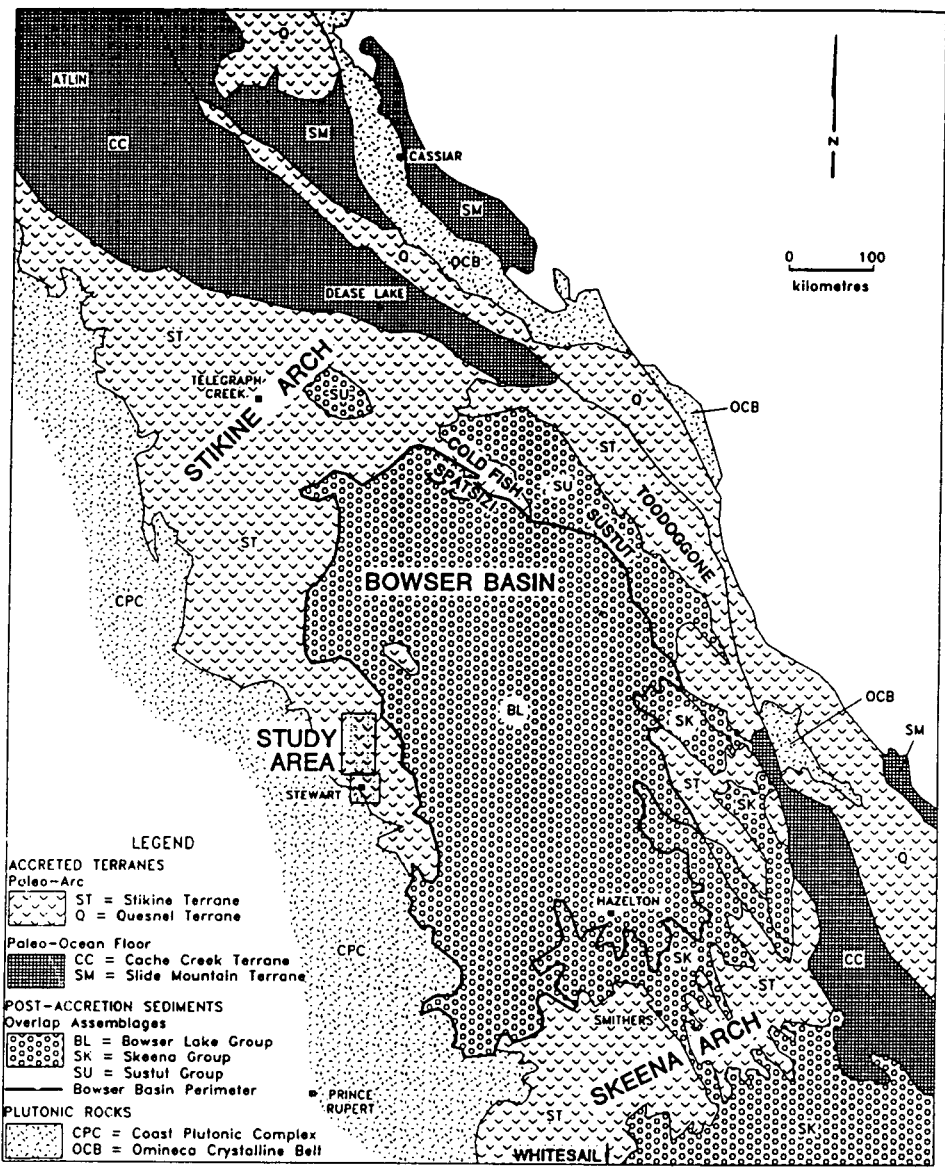 Q
ATLIN
CC
SM
CASSIAR
SM
N
Q
OCB
0 100
kilometres
DEASE LAKE
ST
TELEGRAPH
CREEK
STIKINE ARCH
SU
Q
OCB
ST
COLD FISH
SPATSIZI
SU
SUSTUT
TOODOGGONE
ST
BOWSER BASIN
CPC
OCB
SK
BL
SM
STUDY
AREA
ST
STEWART
SK
Q
HAZELTON
CPC
SK
CC
ST
SMITHERS
SKEENA ARCH
PRINCE
RUPERT
ST
SK
WHITESAIL
LEGEND
ACCRETED TERRANES
Paleo-Arc
ST = Stikine Terrane
Q = Quesnel Terrane
Paleo-Ocean Floor
CC = Cache Creek Terrane
SM = Slide Mountain Terrane
POST-ACCRETION SEDIMENTS
Overlap Assemblages
BL = Bowser Lake Group
SK = Skeena Group
SU = Sustut Group
Bowser Basin Perimeter
PLUTONIC ROCKS
CPC = Coast Plutonic Complex
OCB = Omineca Crystalline Belt